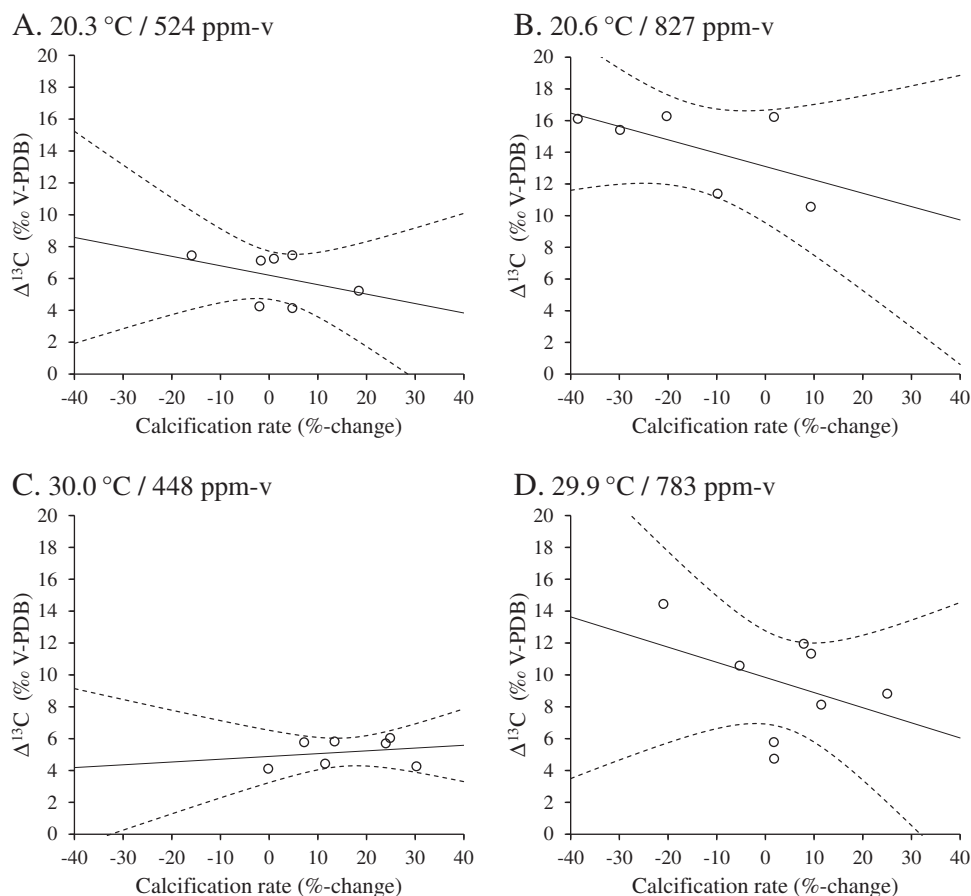 A. 20.3 °C / 524 ppm-v
20
18
16
14
12
10
8
6
4
2
0
Δ¹³C (‰ V-PDB)
-40 -30 -20 -10 0 10 20 30 40
Calcification rate (%-change)
B. 20.6 °C / 827 ppm-v
20
18
16
14
12
10
8
6
4
2
0
Δ¹³C (‰ V-PDB)
-40 -30 -20 -10 0 10 20 30 40
Calcification rate (%-change)
C. 30.0 °C / 448 ppm-v
20
18
16
14
12
10
8
6
4
2
0
Δ¹³C (‰ V-PDB)
-40 -30 -20 -10 0 10 20 30 40
Calcification rate (%-change)
D. 29.9 °C / 783 ppm-v
20
18
16
14
12
10
8
6
4
2
0
Δ¹³C (‰ V-PDB)
-40 -30 -20 -10 0 10 20 30 40
Calcification rate (%-change)